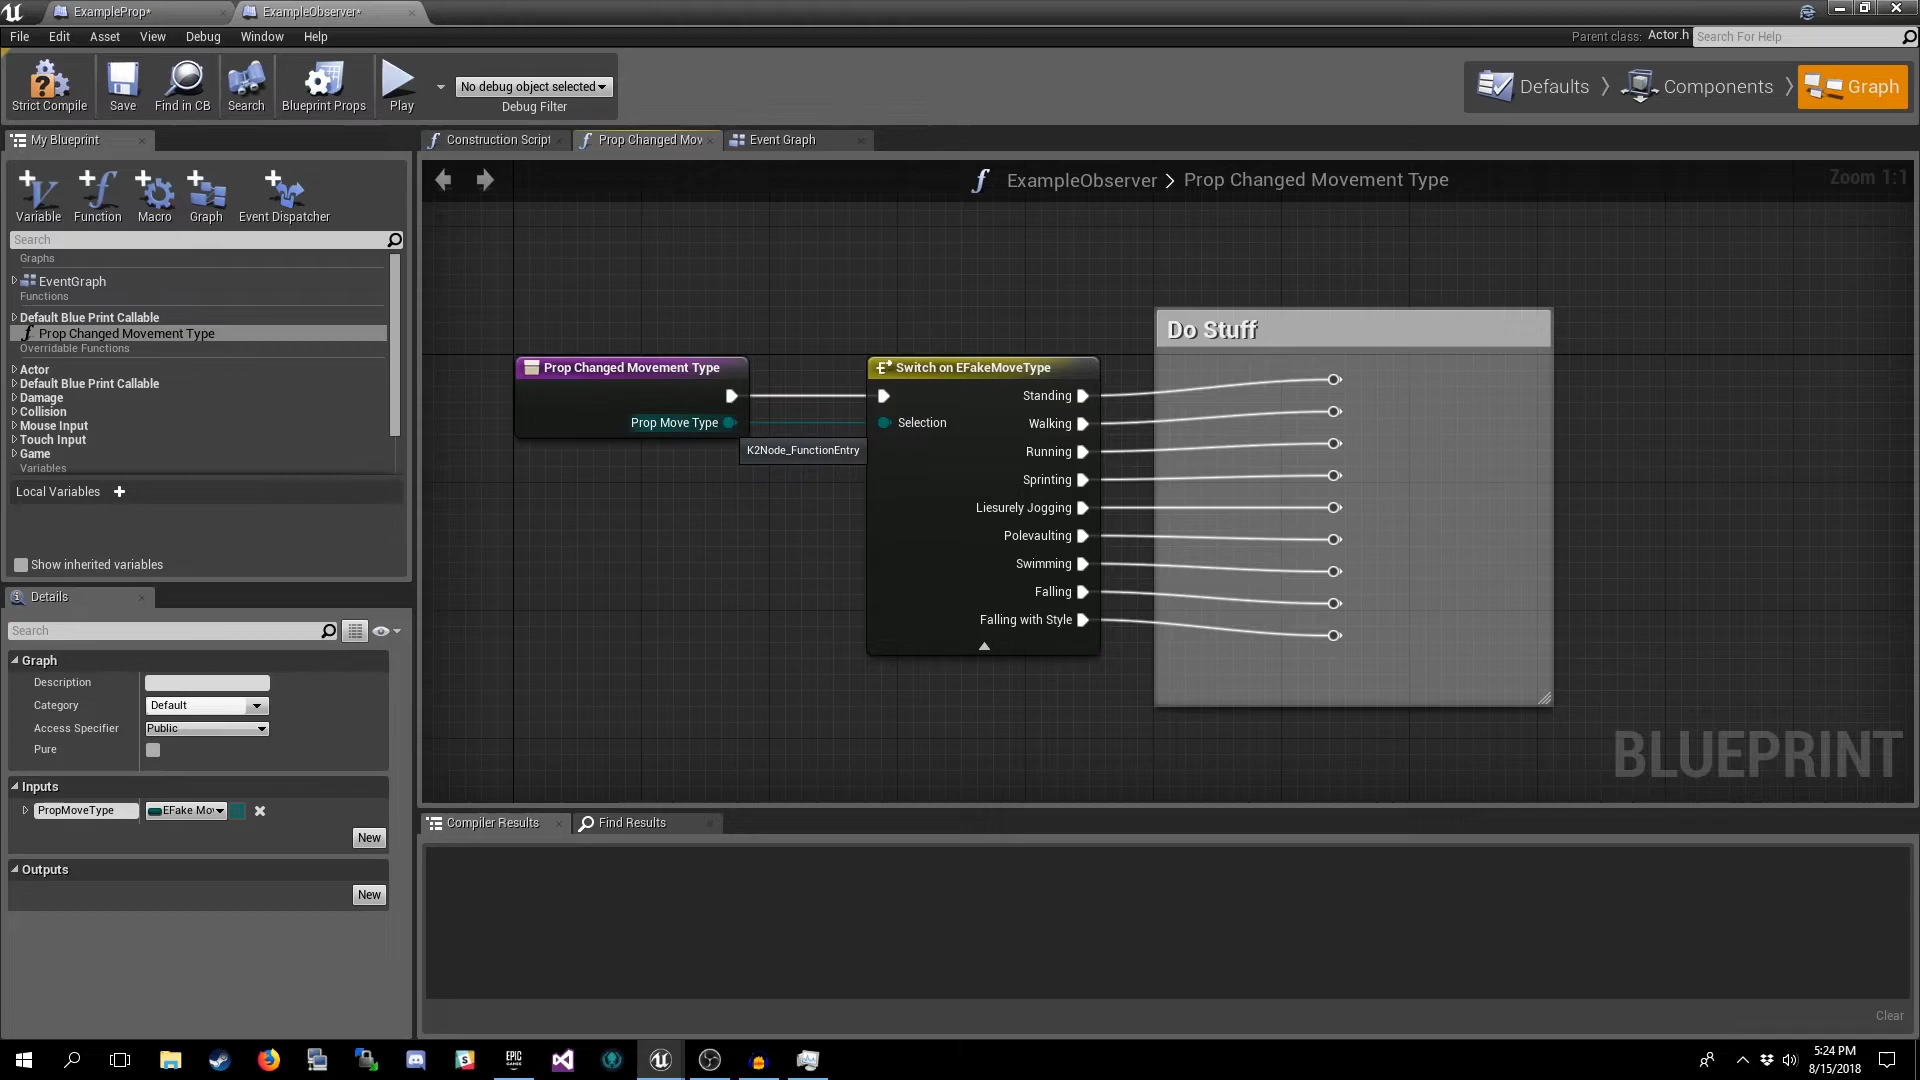 ExampleProp*
ExampleObserver*
File Edit Asset View Debug Window Help
Parent class: Actor.h Search For Help
Strict Compile Save Find in CB Search Blueprint Props Play
No debug object selected
Debug Filter
Defaults Components Graph
My Blueprint
Construction Script Prop Changed Mov Event Graph
Variable Function Macro Graph Event Dispatcher
ExampleObserver > Prop Changed Movement Type
Zoom 1:1
Search
Graphs
EventGraph
Functions
Default Blue Print Callable
Prop Changed Movement Type
Overridable Functions
Actor
Default Blue Print Callable
Damage
Collision
Mouse Input
Touch Input
Game
Variables
Local Variables
Show inherited variables
Prop Changed Movement Type
Prop Move Type
K2Node_FunctionEntry
Switch on EFakeMoveType
Selection
Standing
Walking
Running
Sprinting
Liesurely Jogging
Polevaulting
Swimming
Falling
Falling with Style
Do Stuff
BLUEPRINT
Details
Search
Graph
Description
Category Default
Access Specifier Public
Pure
Inputs
PropMoveType EFake Mov
New
Outputs
New
Compiler Results Find Results
Clear
EPIC
GAMES
5:24 PM
8/15/2018